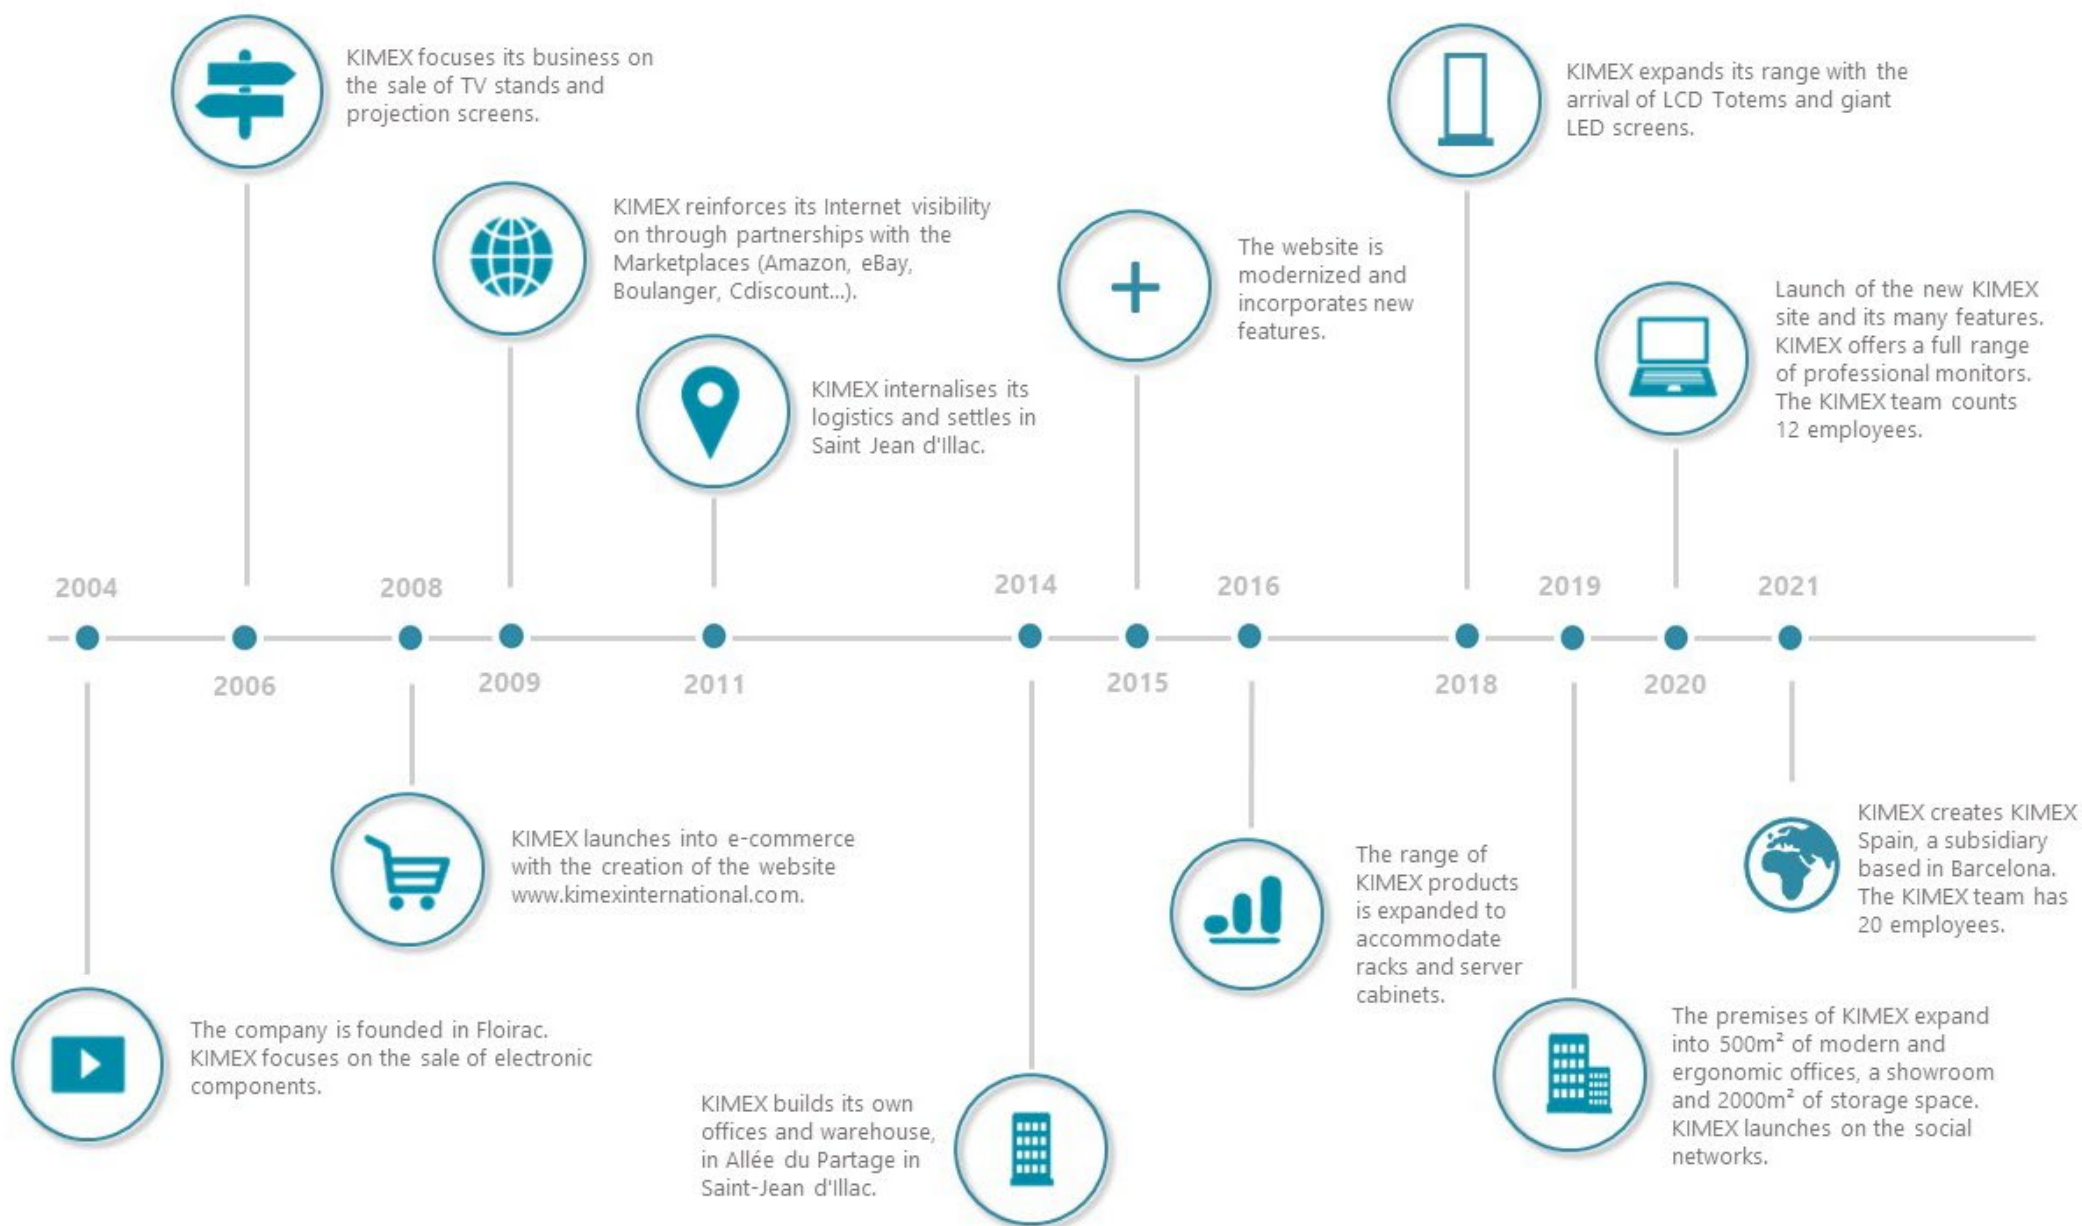 KIMEX focuses its business on
the sale of TV stands and
projection screens.
KIMEX reinforces its Internet visibility
on through partnerships with the
Marketplaces (Amazon, eBay,
Boulanger, Cdiscount...).
KIMEX internalises its
logistics and settles in
Saint Jean d'Illac.
The website is
modernized and
incorporates new
features.
KIMEX expands its range with the
arrival of LCD Totems and giant
LED screens.
Launch of the new KIMEX
site and its many features.
KIMEX offers a full range
of professional monitors.
The KIMEX team counts
12 employees.
2004
2008
2014
2016
2019
2021
2006
2009
2011
2015
2018
2020
The company is founded in Floirac.
KIMEX focuses on the sale of electronic
components.
KIMEX launches into e-commerce
with the creation of the website
www.kimexinternational.com.
KIMEX builds its own
offices and warehouse,
in Allée du Partage in
Saint-Jean d'Illac.
The range of
KIMEX products
is expanded to
accommodate
racks and server
cabinets.
The premises of KIMEX expand
into 500m² of modern and
ergonomic offices, a showroom
and 2000m² of storage space.
KIMEX launches on the social
networks.
KIMEX creates KIMEX
Spain, a subsidiary
based in Barcelona.
The KIMEX team has
20 employees.